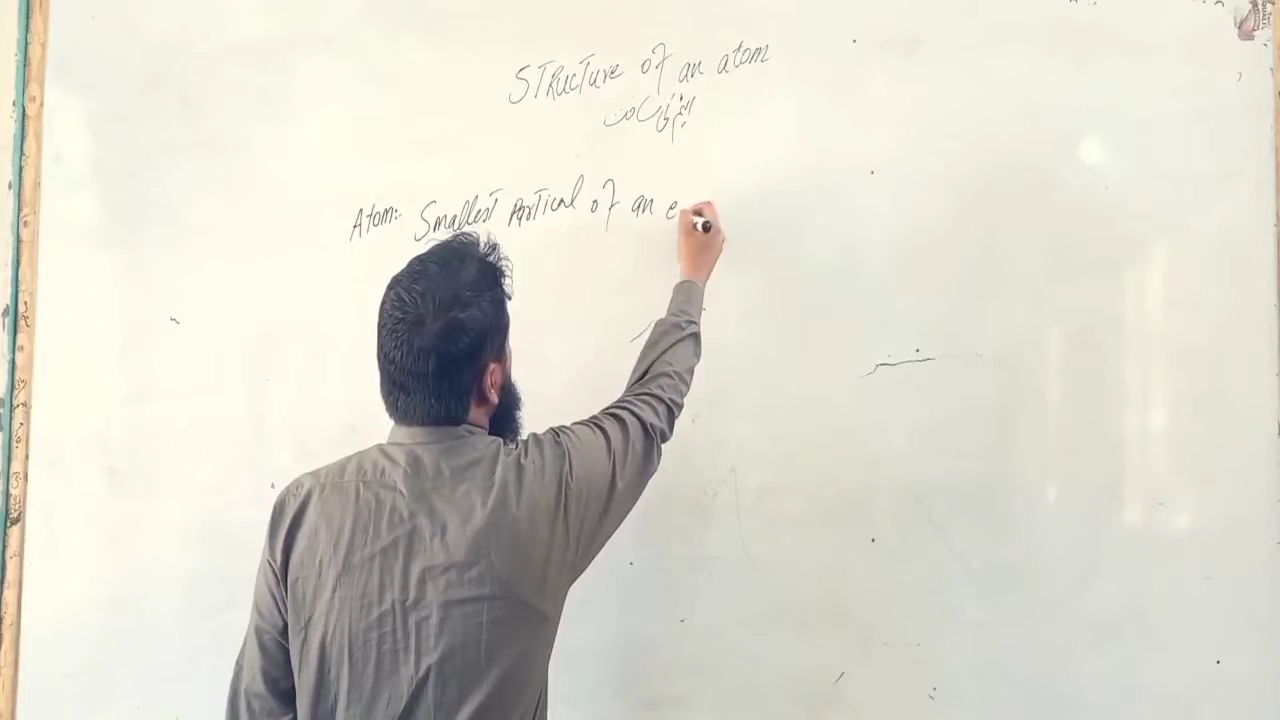 Structure of an atom
ایٹم کی ساخت
Atom:- Smallest Partical of an e